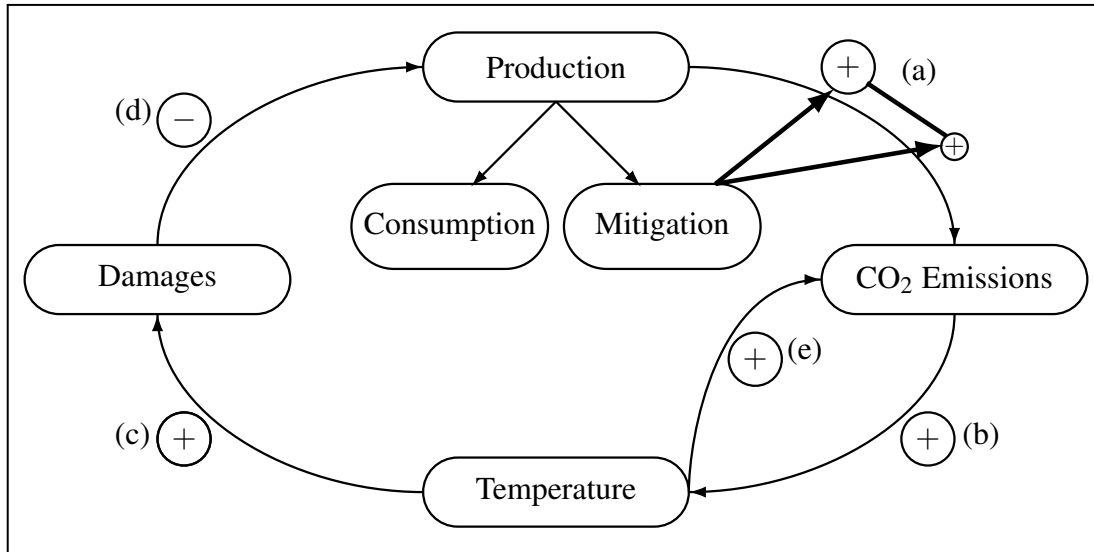 Production
+
(a)
(d)
−
+
Consumption
Mitigation
Damages
CO₂ Emissions
+
(e)
(c)
+
+
(b)
Temperature